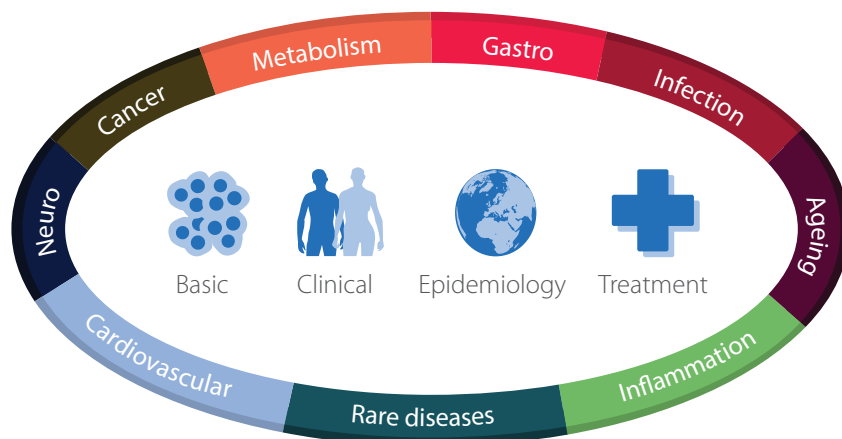 Metabolism
Gastro
Infection
Cancer
Neuro
Ageing
Basic
Clinical
Epidemiology
Treatment
Cardiovascular
Inflammation
Rare diseases